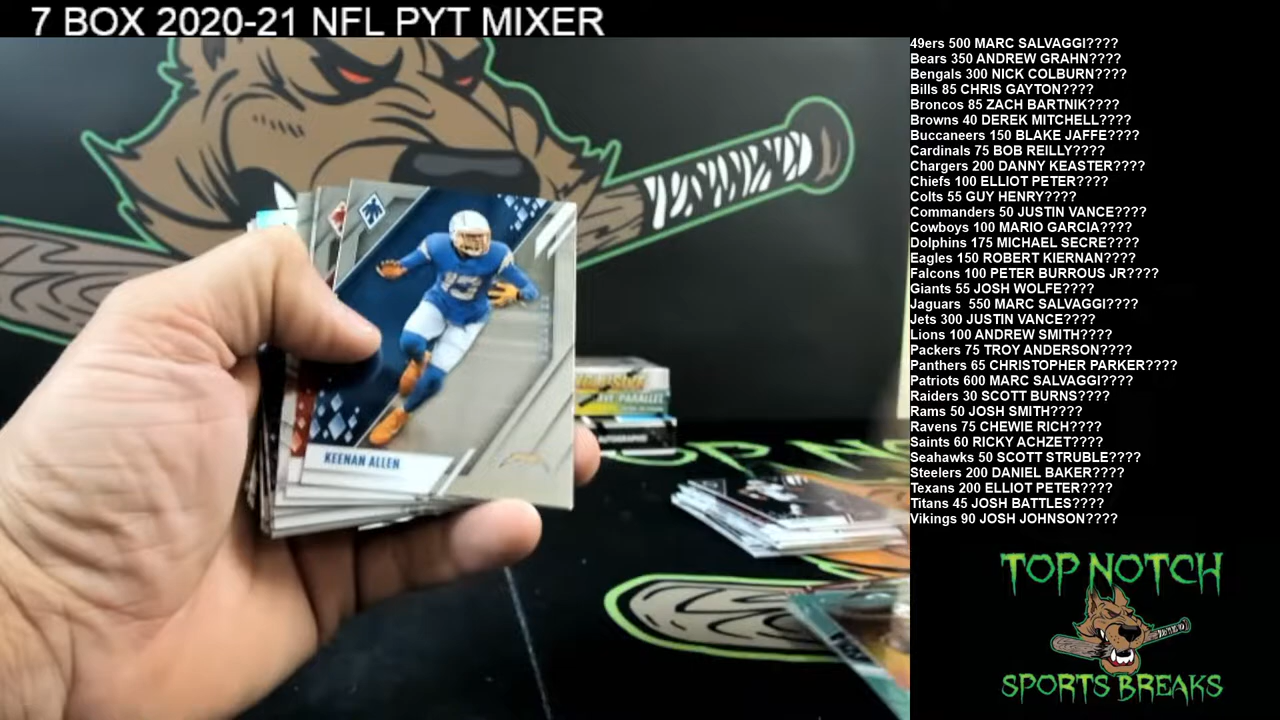 7 BOX 2020-21 NFL PYT MIXER
49ers 500 MARC SALVAGGI????
Bears 350 ANDREW GRAHN????
Bengals 300 NICK COLBURN????
Bills 85 CHRIS GAYTON????
Broncos 85 ZACH BARTNIK????
Browns 40 DEREK MITCHELL????
Buccaneers 150 BLAKE JAFFE????
Cardinals 75 BOB REILLY????
Chargers 200 DANNY KEASTER????
Chiefs 100 ELLIOT PETER????
Colts 55 GUY HENRY????
Commanders 50 JUSTIN VANCE????
Cowboys 100 MARIO GARCIA????
Dolphins 175 MICHAEL SECRE????
Eagles 150 ROBERT KIERNAN????
Falcons 100 PETER BURROUS JR????
Giants 55 JOSH WOLFE????
Jaguars  550 MARC SALVAGGI????
Jets 300 JUSTIN VANCE????
Lions 100 ANDREW SMITH????
Packers 75 TROY ANDERSON????
Panthers 65 CHRISTOPHER PARKER????
Patriots 600 MARC SALVAGGI????
Raiders 30 SCOTT BURNS????
Rams 50 JOSH SMITH????
Ravens 75 CHEWIE RICH????
Saints 60 RICKY ACHZET????
Seahawks 50 SCOTT STRUBLE????
Steelers 200 DANIEL BAKER????
Texans 200 ELLIOT PETER????
Titans 45 JOSH BATTLES????
Vikings 90 JOSH JOHNSON????
13
KEENAN ALLEN
TOP NOTCH
SPORTS BREAKS